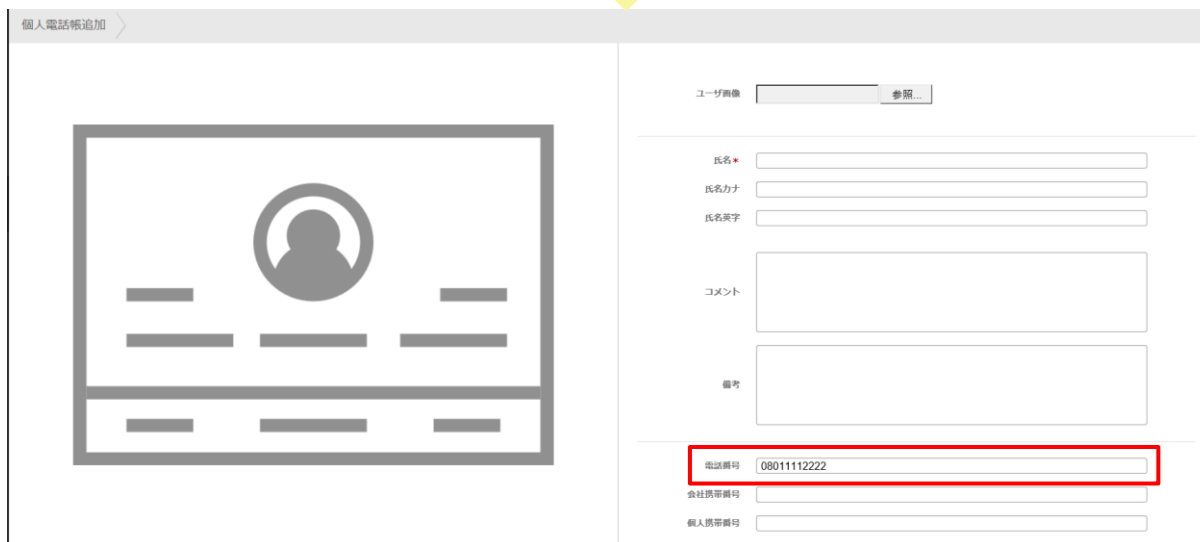 個人電話帳追加
ユーザ画像 参照...
氏名*
氏名カナ
氏名英字
コメント
備考
電話番号 08011112222
会社携帯番号
個人携帯番号